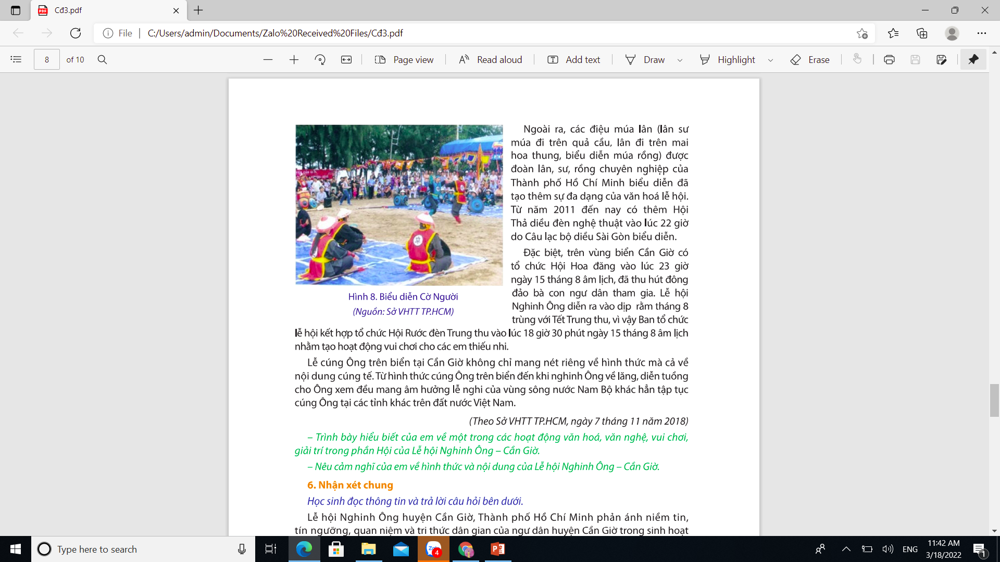 Cđ3.pdf
File
C:/Users/admin/Documents/Zalo%20Received%20Files/Cđ3.pdf
8 of 10
Page view
Read aloud
Add text
Draw
Highlight
Erase
Ngoài ra, các điệu múa lân (lân sư
múa đi trên quả cầu, lân đi trên mai
hoa thung, biểu diễn múa rồng) được
đoàn lân, sư, rồng chuyên nghiệp của
Thành phố Hồ Chí Minh biểu diễn đã
tạo thêm sự đa dạng của văn hoá lễ hội.
Từ năm 2011 đến nay có thêm Hội
Thả diều đèn nghệ thuật vào lúc 22 giờ
do Câu lạc bộ diều Sài Gòn biểu diễn.
Đặc biệt, trên vùng biển Cần Giờ có
tổ chức Hội Hoa đăng vào lúc 23 giờ
ngày 15 tháng 8 âm lịch, đã thu hút đông
đảo bà con ngư dân tham gia. Lễ hội
Nghinh Ông diễn ra vào dịp rằm tháng 8
trùng với Tết Trung thu, vì vậy Ban tổ chức
Hình 8. Biểu diễn Cờ Người
(Nguồn: Sở VHTT TP.HCM)
lễ hội kết hợp tổ chức Hội Rước đèn Trung thu vào lúc 18 giờ 30 phút ngày 15 tháng 8 âm lịch
nhằm tạo hoạt động vui chơi cho các em thiếu nhi.
Lễ cúng Ông trên biển tại Cần Giờ không chỉ mang nét riêng về hình thức mà cả về
nội dung cúng tế. Từ hình thức cúng Ông trên biển đến khi nghinh Ông về lăng, diễn tuồng
cho Ông xem đều mang âm hưởng lễ nghi của vùng sông nước Nam Bộ khác hẳn tập tục
cúng Ông tại các tỉnh khác trên đất nước Việt Nam.
(Theo Sở VHTT TP.HCM, ngày 7 tháng 11 năm 2018)
– Trình bày hiểu biết của em về một trong các hoạt động văn hoá, văn nghệ, vui chơi,
giải trí trong phần Hội của Lễ hội Nghinh Ông – Cần Giờ.
– Nêu cảm nghĩ của em về hình thức và nội dung của Lễ hội Nghinh Ông – Cần Giờ.
6. Nhận xét chung
Học sinh đọc thông tin và trả lời câu hỏi bên dưới.
Lễ hội Nghinh Ông huyện Cần Giờ, Thành phố Hồ Chí Minh phản ánh niềm tin,
tín ngưỡng, quan niệm và tri thức dân gian của ngư dân huyện Cần Giờ trong sinh hoạt
Type here to search
4
ENG
11:42 AM
3/18/2022
1